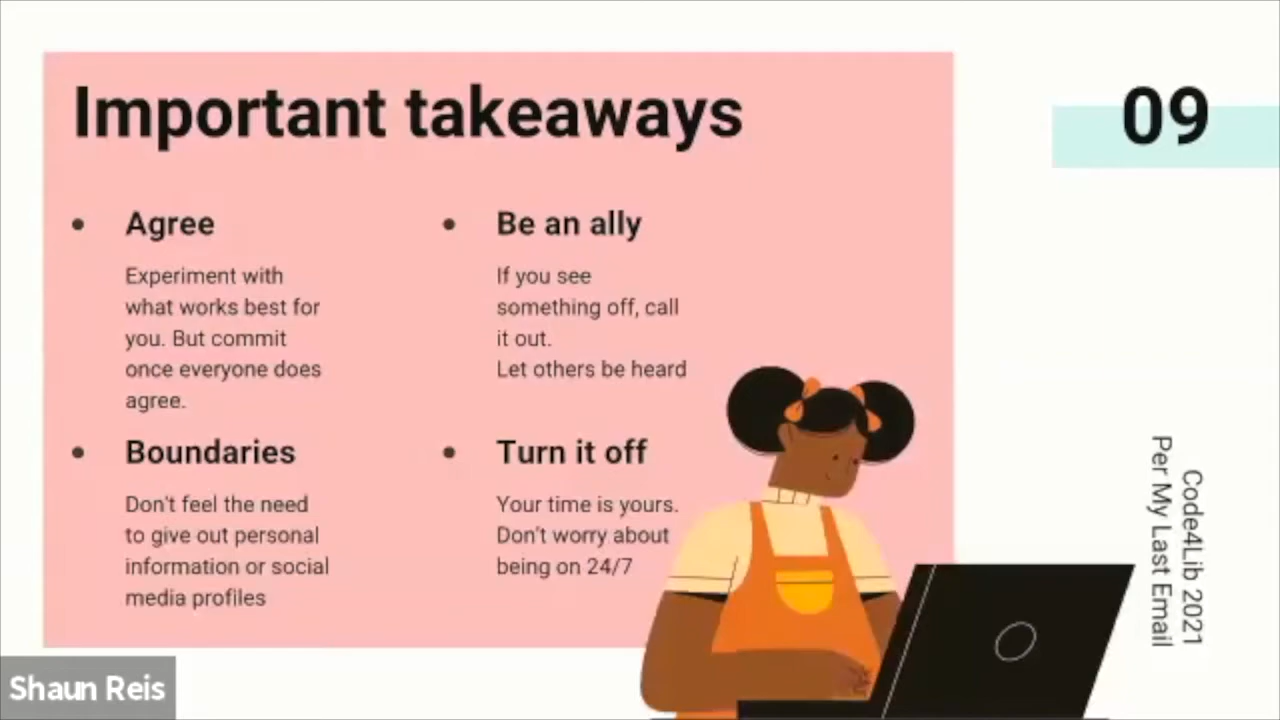 Important takeaways
09
Agree
Experiment with
what works best for
you. But commit
once everyone does
agree.
Be an ally
If you see
something off, call
it out.
Let others be heard
Boundaries
Don't feel the need
to give out personal
information or social
media profiles
Turn it off
Your time is yours.
Don't worry about
being on 24/7
Code4Lib 2021
Per My Last Email
Shaun Reis